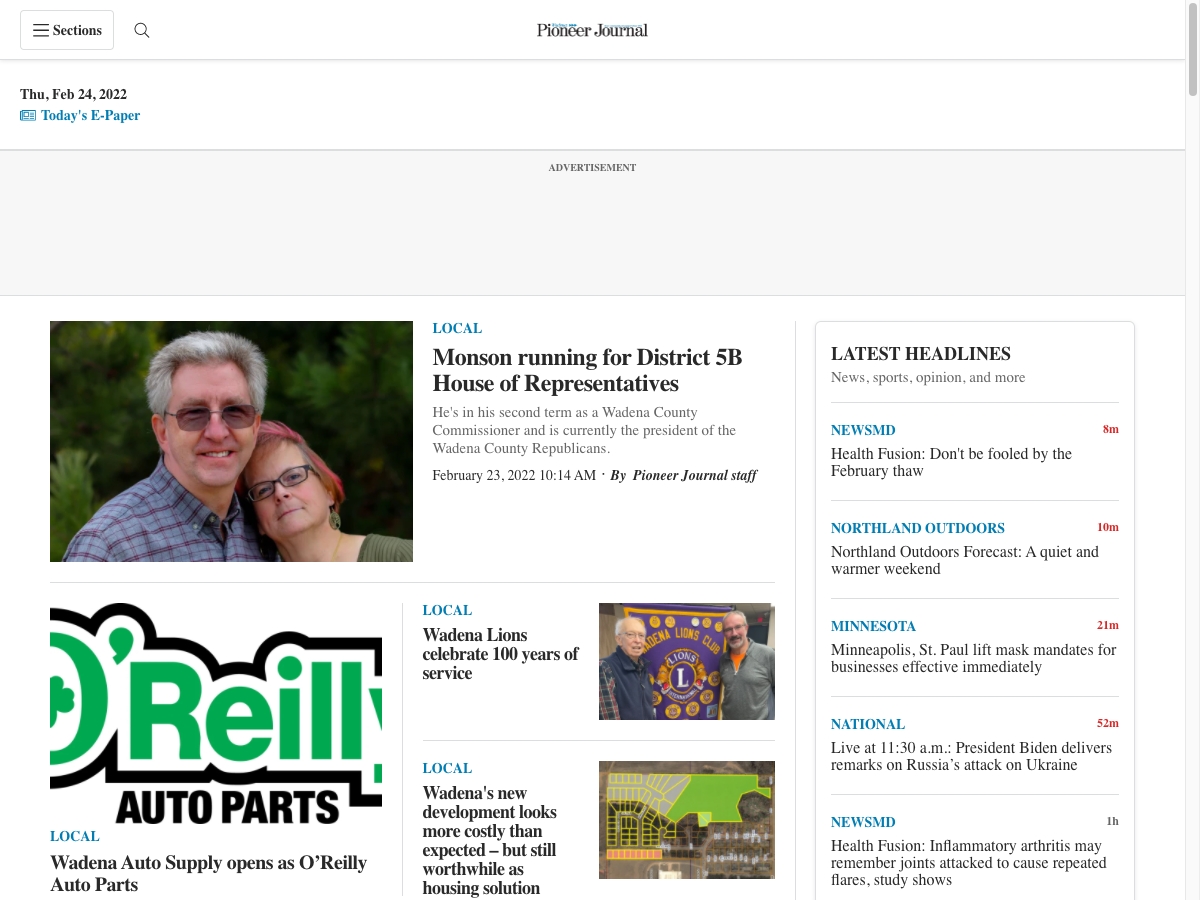 Sections
Pioneer Journal
Thu, Feb 24, 2022
Today's E-Paper
ADVERTISEMENT
LOCAL
Monson running for District 5B
House of Representatives
He's in his second term as a Wadena County
Commissioner and is currently the president of the
Wadena County Republicans.
February 23, 2022 10:14 AM · By Pioneer Journal staff
O'Reilly
AUTO PARTS
LOCAL
Wadena Auto Supply opens as O’Reilly
Auto Parts
LOCAL
Wadena Lions
celebrate 100 years of
service
WADENA LIONS CLUB
LIONS
L
INTERNATIONAL
LOCAL
Wadena's new
development looks
more costly than
expected – but still
worthwhile as
housing solution
LATEST HEADLINES
News, sports, opinion, and more
NEWSMD 8m
Health Fusion: Don't be fooled by the
February thaw
NORTHLAND OUTDOORS 10m
Northland Outdoors Forecast: A quiet and
warmer weekend
MINNESOTA 21m
Minneapolis, St. Paul lift mask mandates for
businesses effective immediately
NATIONAL 52m
Live at 11:30 a.m.: President Biden delivers
remarks on Russia’s attack on Ukraine
NEWSMD 1h
Health Fusion: Inflammatory arthritis may
remember joints attacked to cause repeated
flares, study shows